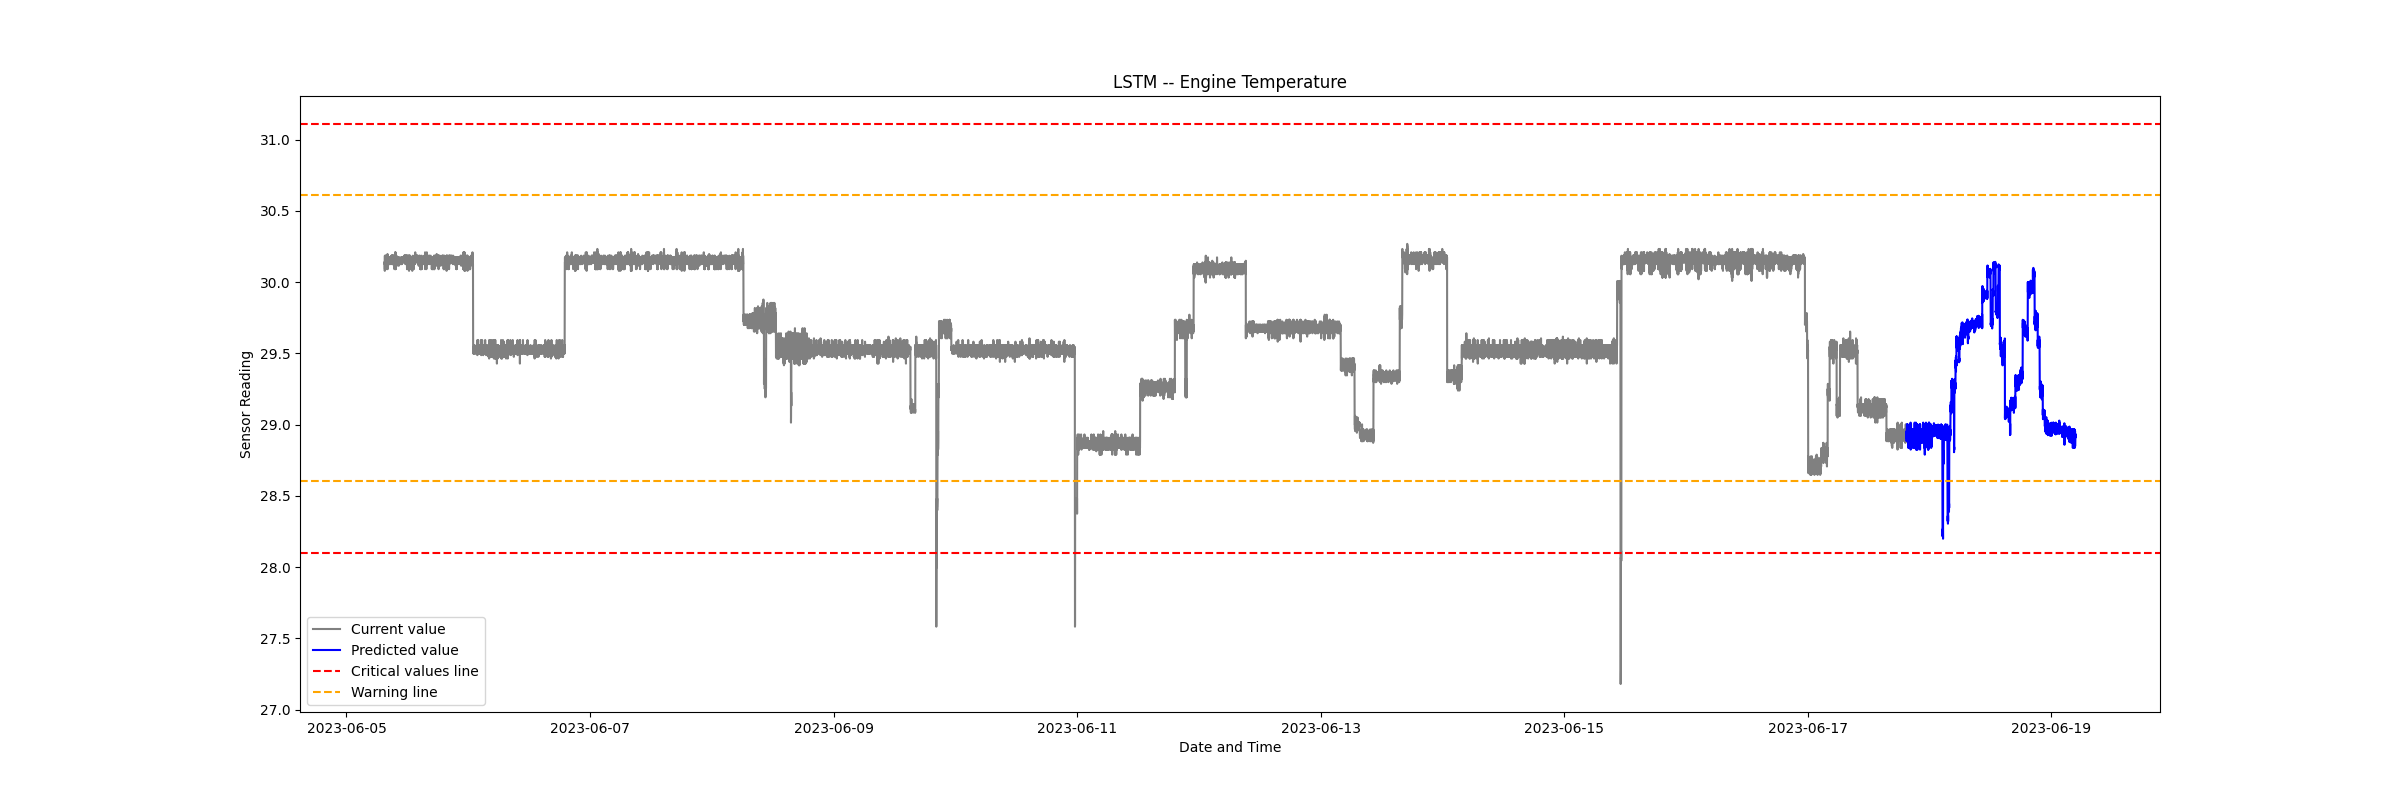 LSTM -- Engine Temperature
31.0
30.5
30.0
29.5
29.0
28.5
28.0
27.5
27.0
Sensor Reading
Current value
Predicted value
Critical values line
Warning line
2023-06-05 2023-06-07 2023-06-09 2023-06-11 2023-06-13 2023-06-15 2023-06-17 2023-06-19
Date and Time